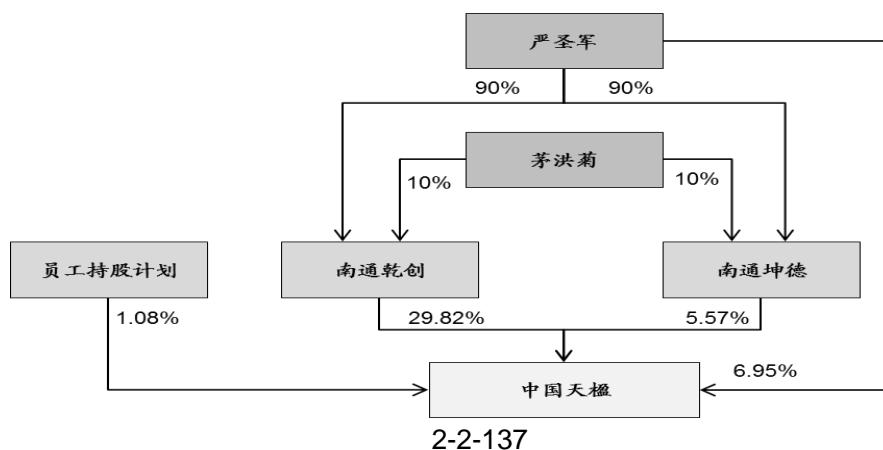 严圣军
90%
90%
茅洪菊
10%
10%
员工持股计划
南通乾创
南通坤德
1.08%
29.82%
5.57%
中国天楹
6.95%
2-2-137